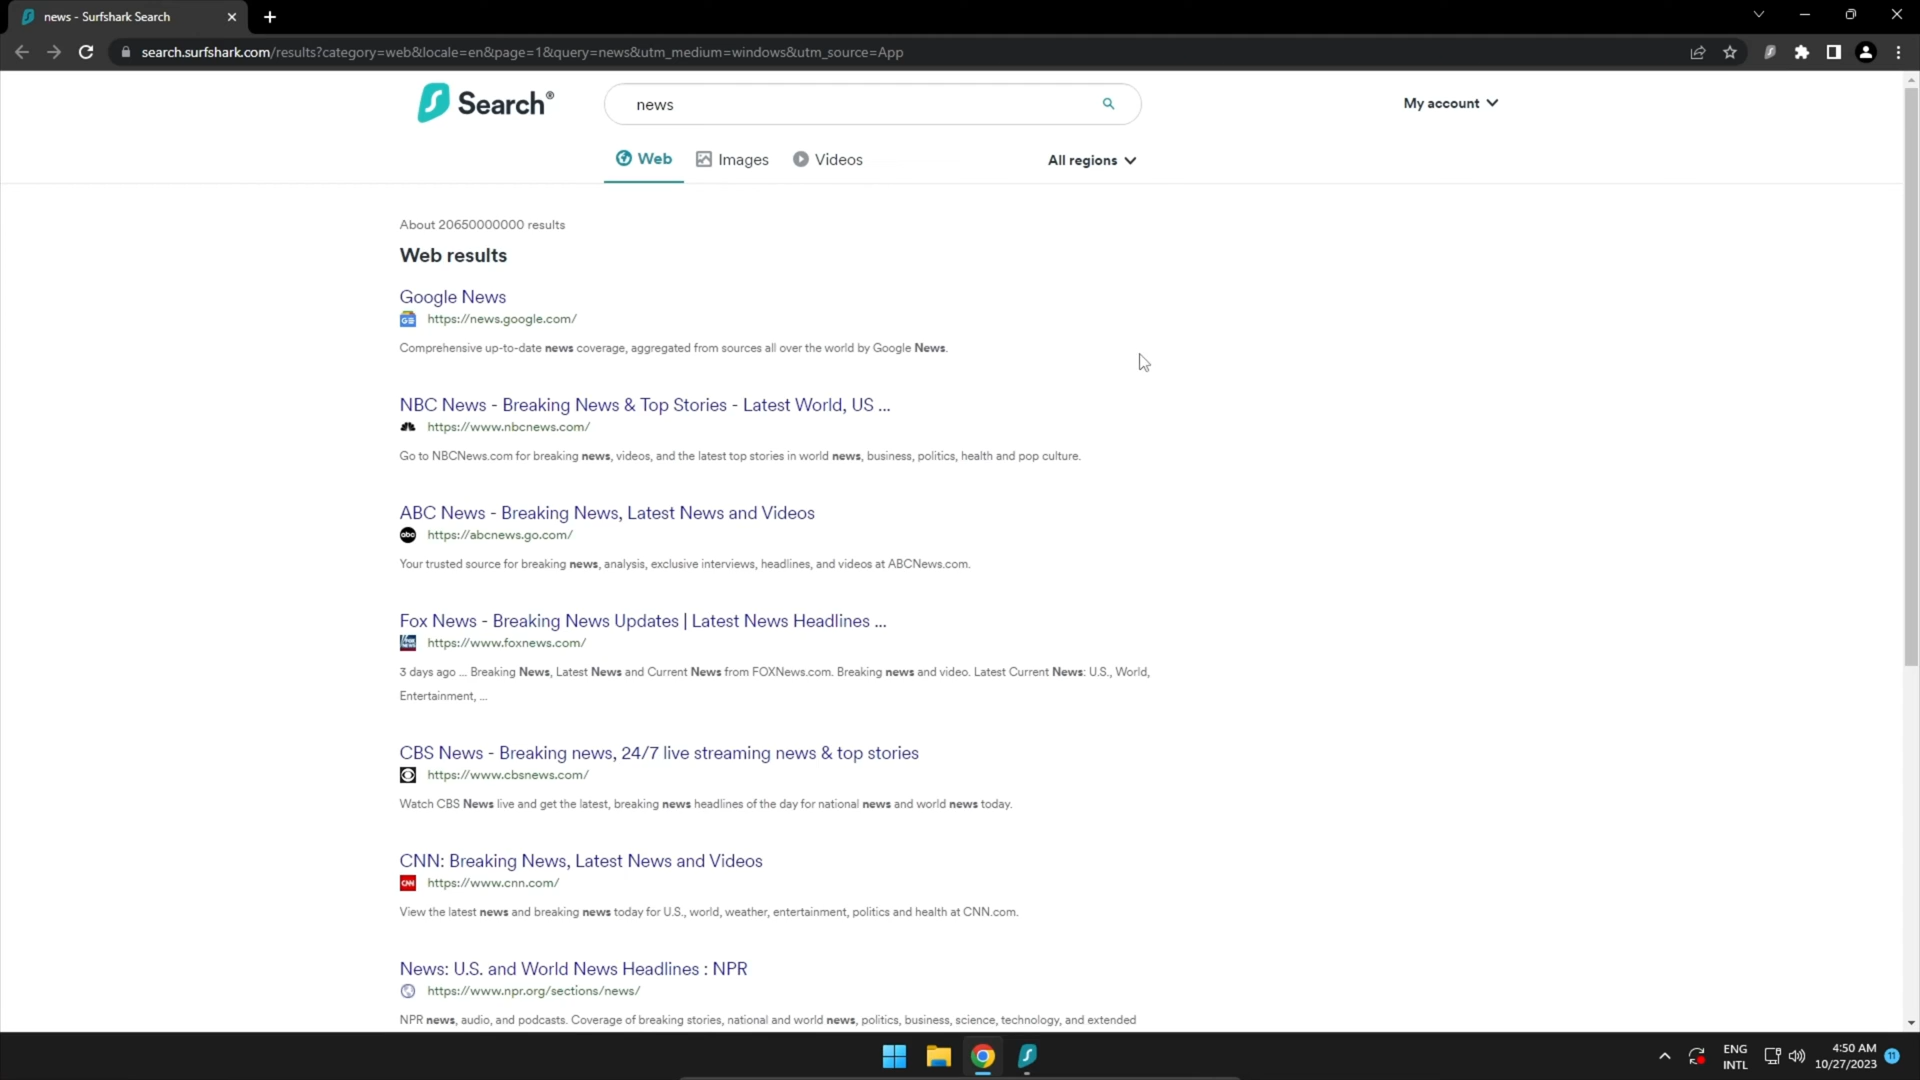 news - Surfshark Search
search.surfshark.com/results?category=web&locale=en&page=1&query=news&utm_medium=windows&utm_source=App
Search®
news
My account
Web
Images
Videos
All regions
About 20650000000 results
Web results
Google News
https://news.google.com/
Comprehensive up-to-date news coverage, aggregated from sources all over the world by Google News.
NBC News - Breaking News & Top Stories - Latest World, US ...
https://www.nbcnews.com/
Go to NBCNews.com for breaking news, videos, and the latest top stories in world news, business, politics, health and pop culture.
ABC News - Breaking News, Latest News and Videos
abc
https://abcnews.go.com/
Your trusted source for breaking news, analysis, exclusive interviews, headlines, and videos at ABCNews.com.
Fox News - Breaking News Updates | Latest News Headlines ...
https://www.foxnews.com/
3 days ago ... Breaking News, Latest News and Current News from FOXNews.com. Breaking news and video. Latest Current News: U.S., World,
Entertainment, ...
CBS News - Breaking news, 24/7 live streaming news & top stories
https://www.cbsnews.com/
Watch CBS News live and get the latest, breaking news headlines of the day for national news and world news today.
CNN: Breaking News, Latest News and Videos
CNN
https://www.cnn.com/
View the latest news and breaking news today for U.S., world, weather, entertainment, politics and health at CNN.com.
News: U.S. and World News Headlines : NPR
https://www.npr.org/sections/news/
NPR news, audio, and podcasts. Coverage of breaking stories, national and world news, politics, business, science, technology, and extended
ENG
INTL
4:50 AM
10/27/2023
11